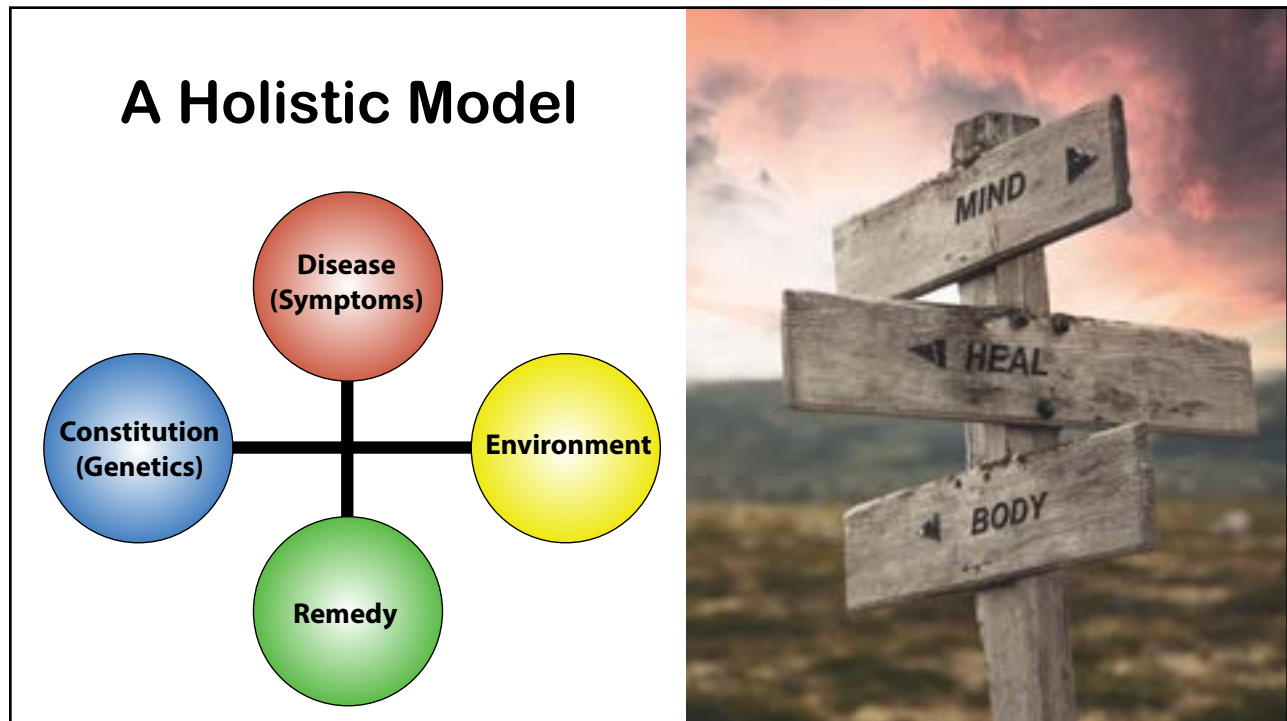 A Holistic Model
Disease
(Symptoms)
Constitution
(Genetics)
Environment
Remedy
MIND
HEAL
BODY